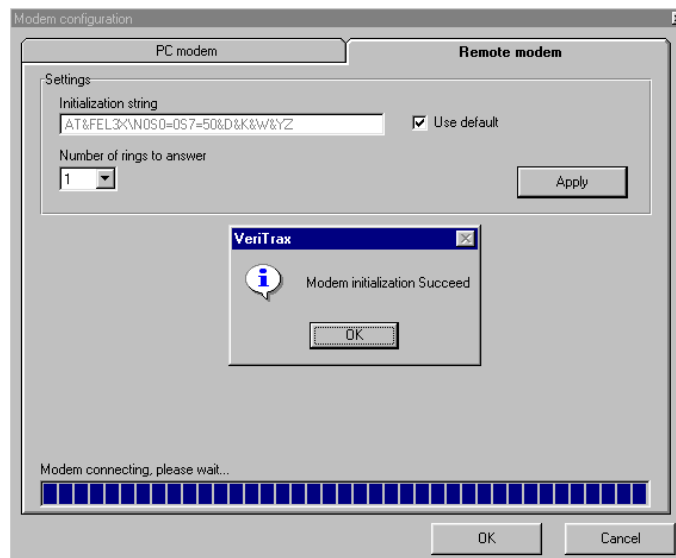 Modem configuration
PC modem
Remote modem
Settings
Initialization string
AT&FEL3X\N0S0=0S7=50&D&K&W&YZ
Use default
Number of rings to answer
1
Apply
VeriTrax
Modem initialization Succeed
OK
Modem connecting, please wait...
OK
Cancel